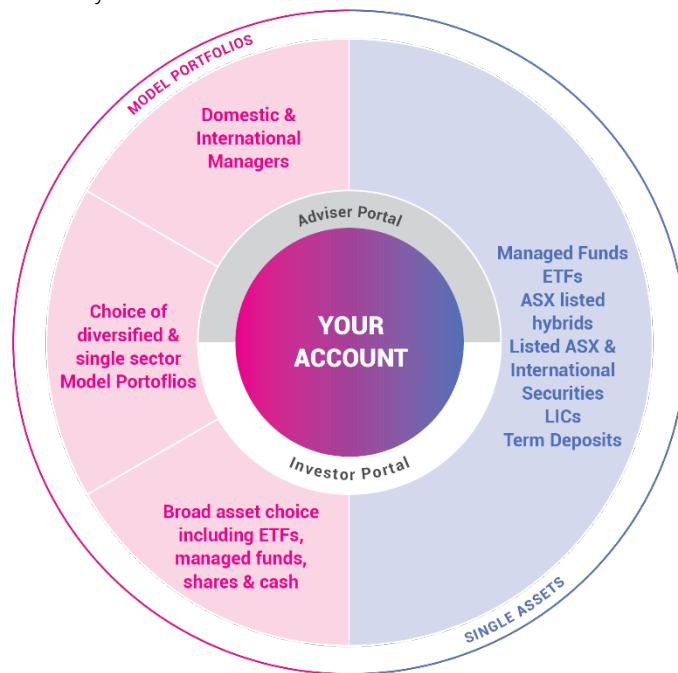 MODEL PORTFOLIOS
Domestic &
International
Managers
Adviser Portal
Choice of
diversified &
single sector
Model Portoflios
YOUR
ACCOUNT
Managed Funds
ETFs
ASX listed
hybrids
Listed ASX &
International
Securities
LICs
Term Deposits
Investor Portal
Broad asset choice
including ETFs,
managed funds,
shares & cash
SINGLE ASSETS